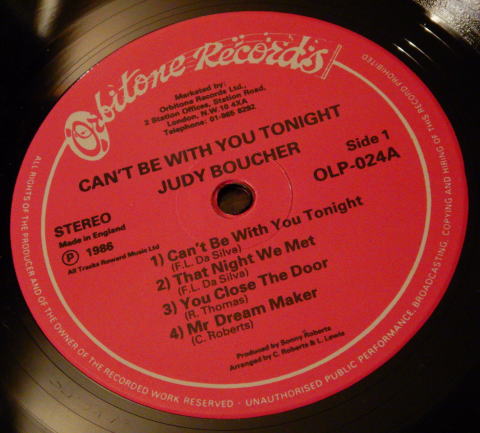 Orbitone Records
Marketed by:
Orbitone Records Ltd.,
2 Station Offices, Station Road,
London, N.W.10 4XA
Telephone: 01-965 8292
CAN'T BE WITH YOU TONIGHT
JUDY BOUCHER
Side 1
OLP-024A
STEREO
Made in England
P 1986
All Tracks Reward Music Ltd
1) Can't Be With You Tonight
(F.L. Da Silva)
2) That Night We Met
(F.L. Da Silva)
3) You Close The Door
(R. Thomas)
4) Mr Dream Maker
(C. Roberts)
Produced by Sonny Roberts
Arranged by C. Roberts & L. Lewis
ALL RIGHTS OF THE PRODUCER AND OF THE OWNER OF THE RECORDED WORK RESERVED · UNAUTHORISED PUBLIC PERFORMANCE, BROADCASTING, COPYING AND HIRING OF THIS RECORD PROHIBITED